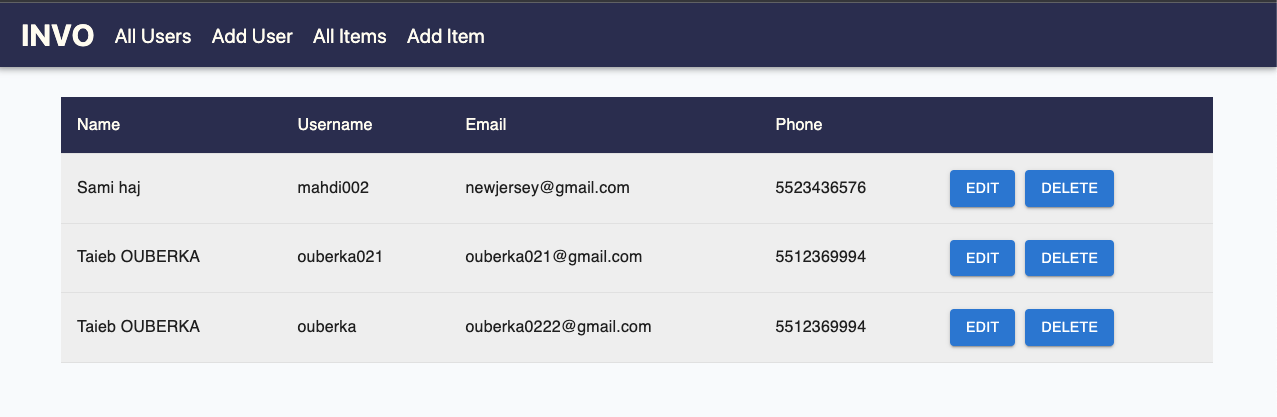 INVO All Users Add User All Items Add Item
Name Username Email Phone
Sami haj mahdi002 newjersey@gmail.com 5523436576 EDIT DELETE
Taieb OUBERKA ouberka021 ouberka021@gmail.com 5512369994 EDIT DELETE
Taieb OUBERKA ouberka ouberka0222@gmail.com 5512369994 EDIT DELETE